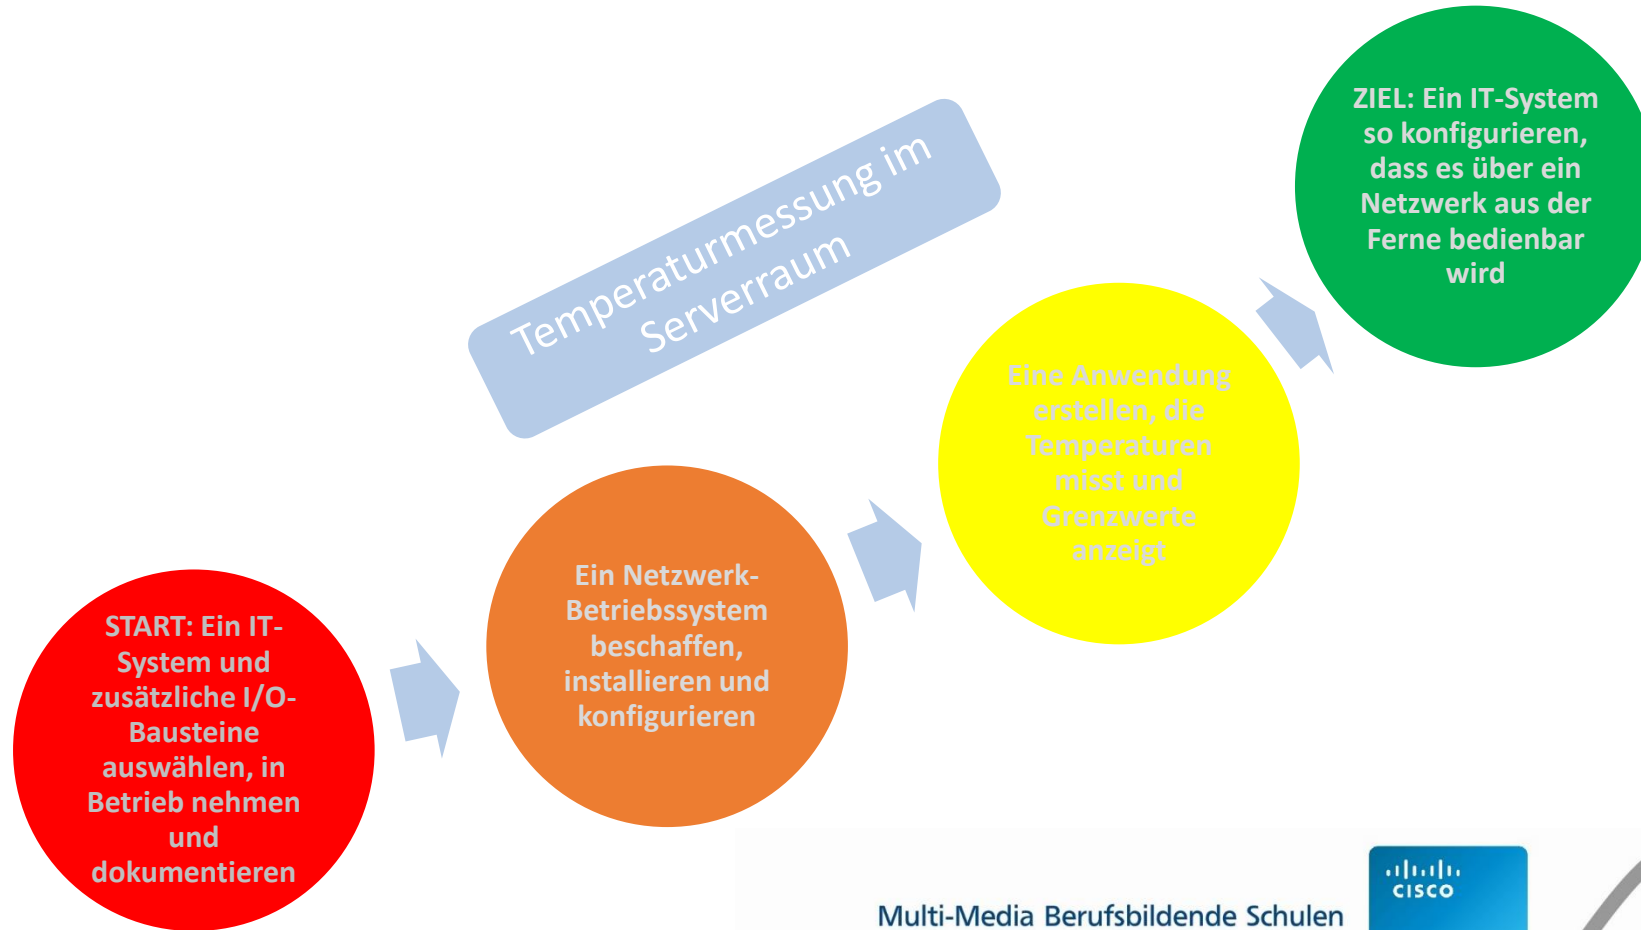 Temperaturmessung im
Serverraum
START: Ein IT-
System und
zusätzliche I/O-
Bausteine
auswählen, in
Betrieb nehmen
und
dokumentieren
Ein Netzwerk-
Betriebssystem
beschaffen,
installieren und
konfigurieren
Eine Anwendung
erstellen, die
Temperaturen
misst und
Grenzwerte
anzeigt
ZIEL: Ein IT-System
so konfigurieren,
dass es über ein
Netzwerk aus der
Ferne bedienbar
wird
Multi-Media Berufsbildende Schulen
CISCO